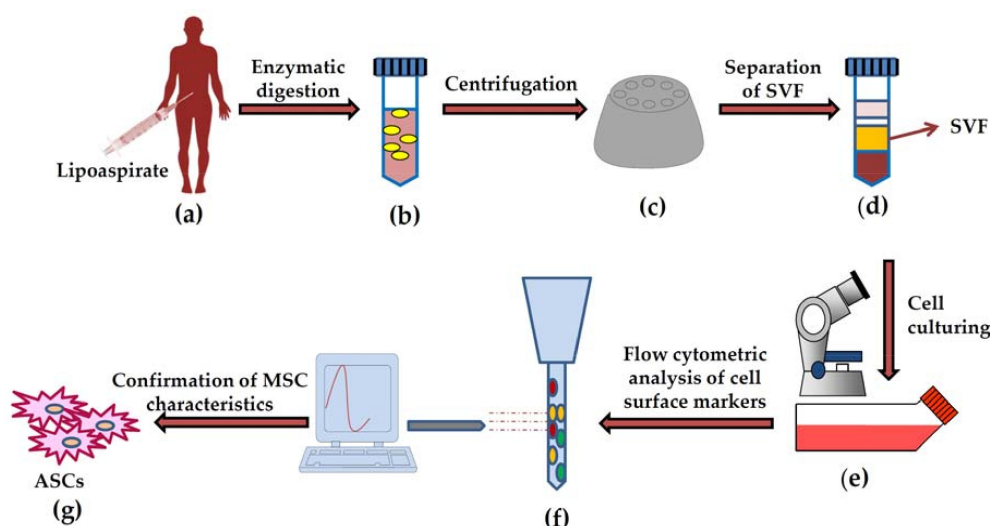 Lipoaspirate
(a)
Enzymatic
digestion
(b)
Centrifugation
(c)
Separation
of SVF
SVF
(d)
Cell
culturing
(e)
Flow cytometric
analysis of cell
surface markers
(f)
Confirmation of MSC
characteristics
ASCs
(g)